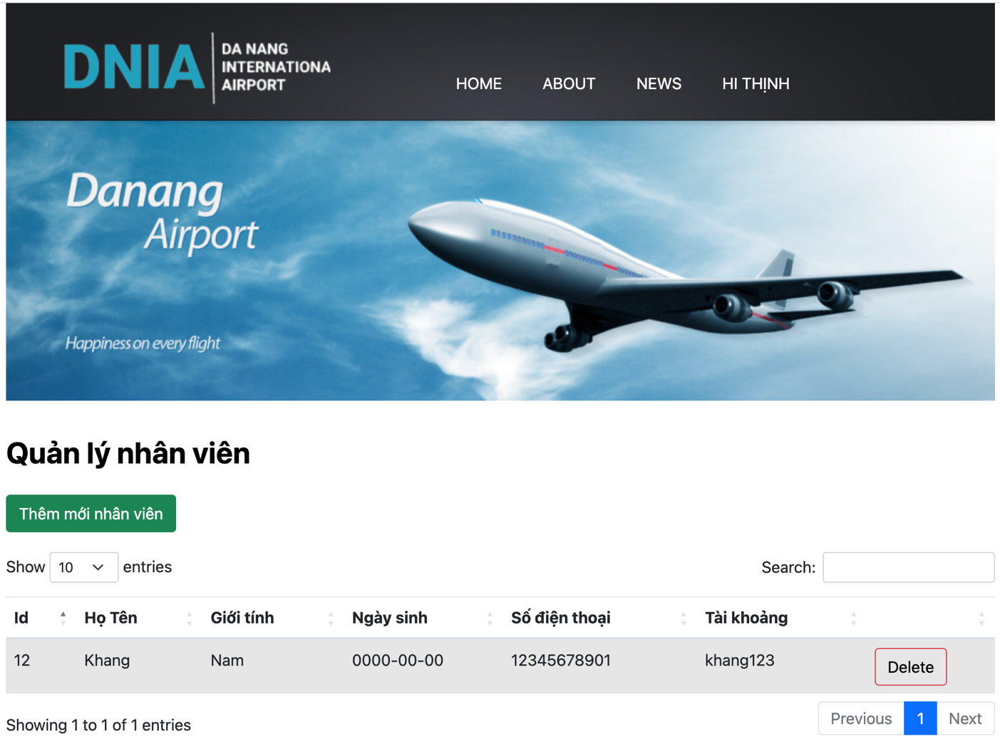 DNIA
DA NANG
INTERNATIONA
AIRPORT
HOME ABOUT NEWS HI THỊNH
Danang
Airport
Happiness on every flight
Quản lý nhân viên
Thêm mới nhân viên
Show 10 entries Search:
Id Họ Tên Giới tính Ngày sinh Số điện thoại Tài khoảng
12 Khang Nam 0000-00-00 12345678901 khang123 Delete
Showing 1 to 1 of 1 entries Previous 1 Next